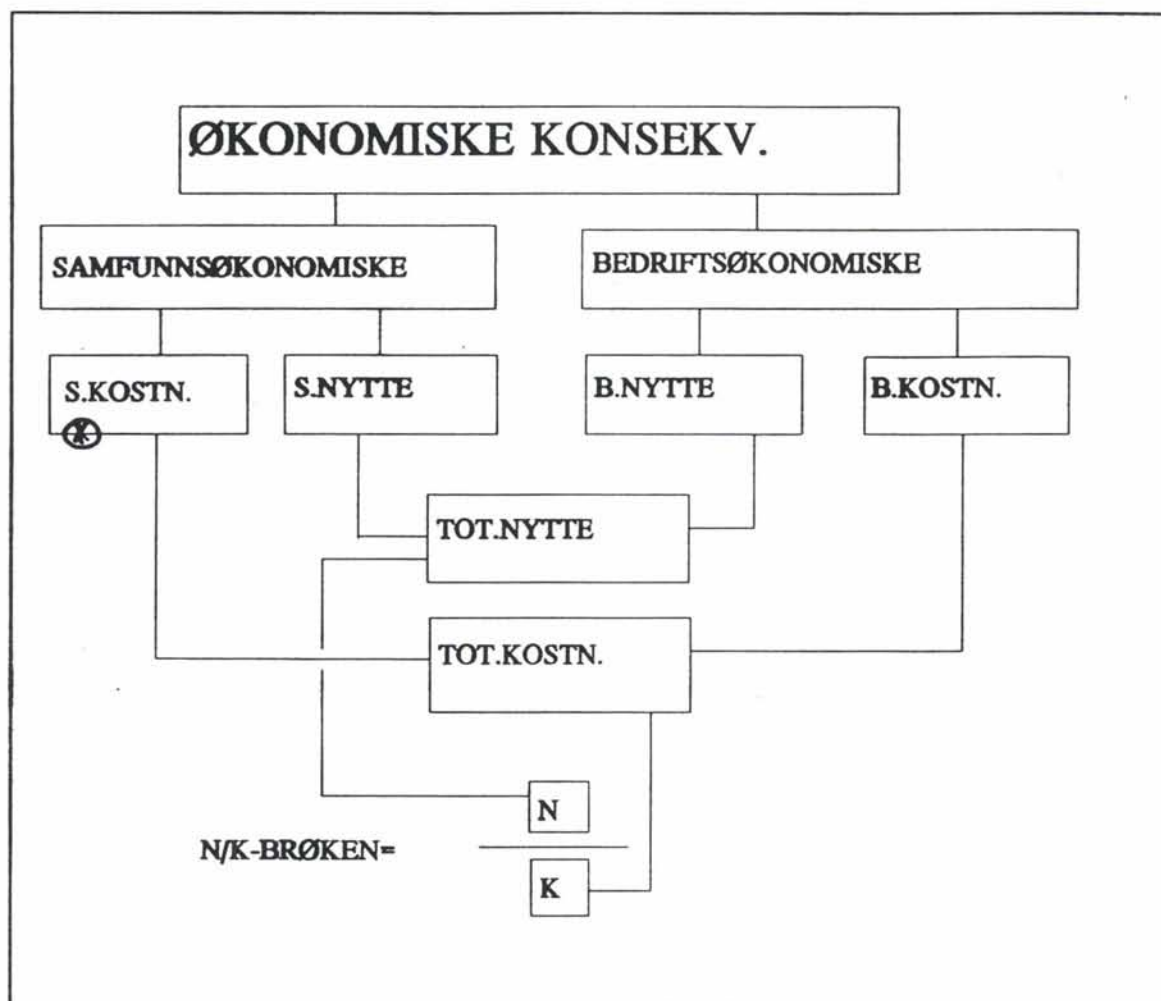 ØKONOMISKE KONSEKV.
SAMFUNNSØKONOMISKE
BEDRIFTSØKONOMISKE
S.KOSTN.
S.NYTTE
B.NYTTE
B.KOSTN.
TOT.NYTTE
TOT.KOSTN.
N
N/K-BRØKEN=
K